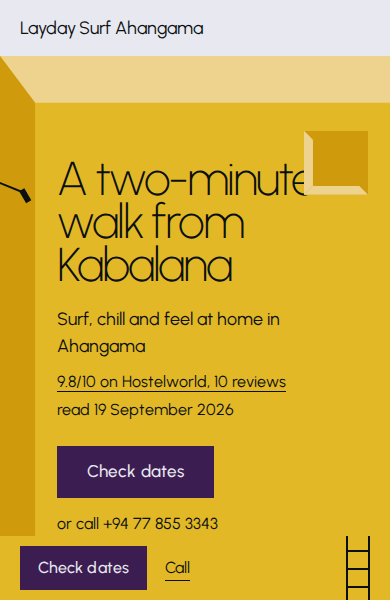 Layday Surf Ahangama
A two-minute
walk from
Kabalana
Surf, chill and feel at home in
Ahangama
9.8/10 on Hostelworld, 10 reviews
read 19 September 2026
Check dates
or call +94 77 855 3343
Check dates
Call